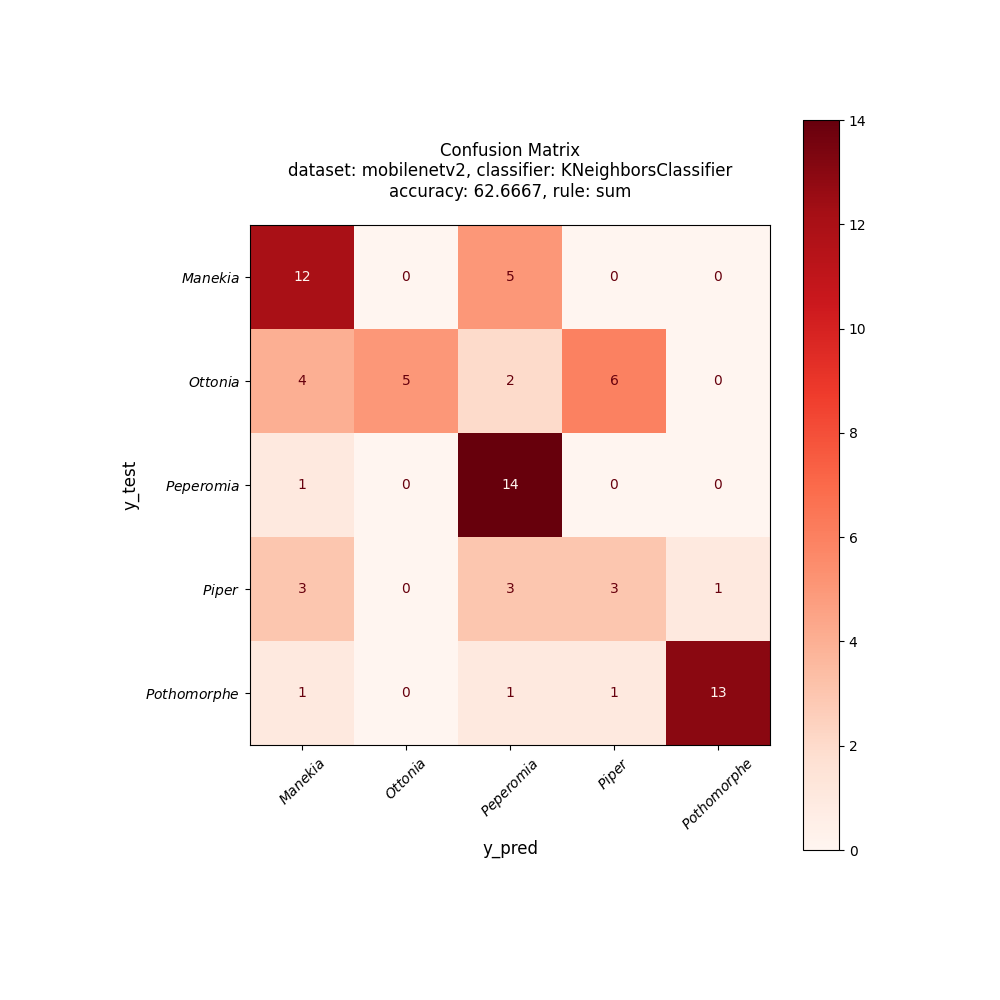 Confusion Matrix
dataset: mobilenetv2, classifier: KNeighborsClassifier
accuracy: 62.6667, rule: sum
Manekia 12 0 5 0 0
Ottonia 4 5 2 6 0
Peperomia 1 0 14 0 0
Piper 3 0 3 3 1
Pothomorphe 1 0 1 1 13
y_test
Manekia Ottonia Peperomia Piper Pothomorphe
y_pred
14
12
10
8
6
4
2
0